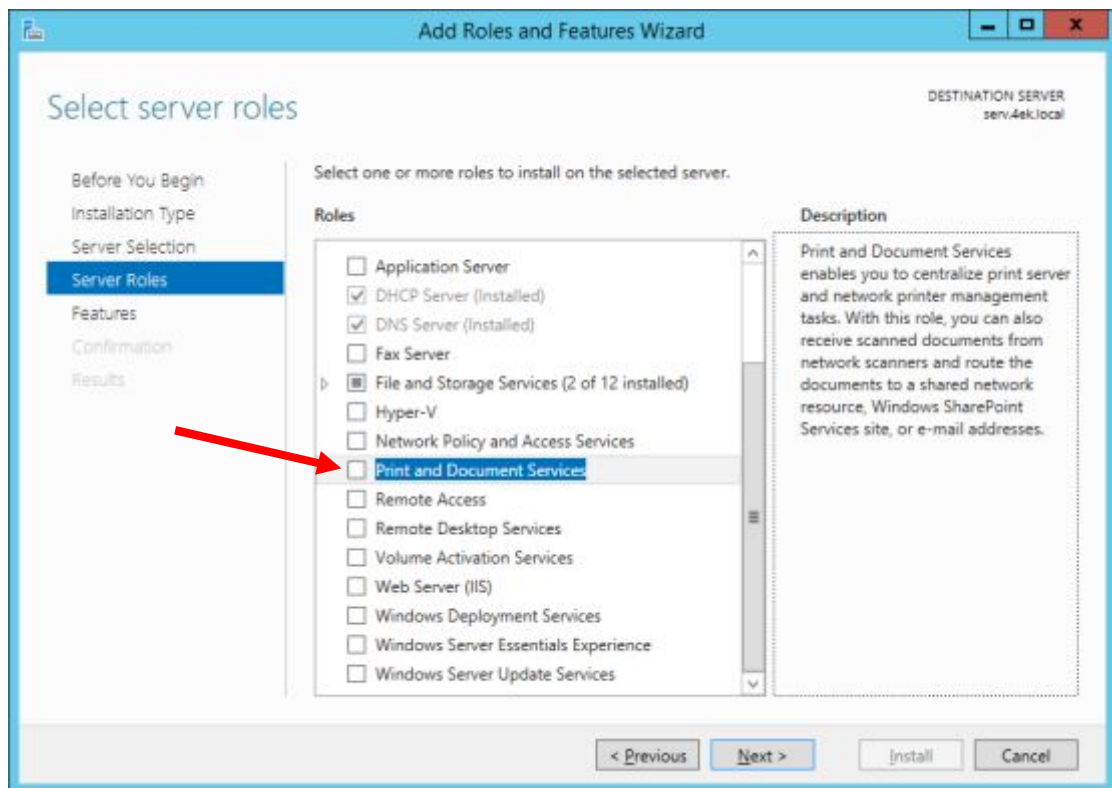 Add Roles and Features Wizard
Select server roles
DESTINATION SERVER
serv.4ek.local
Before You Begin
Installation Type
Server Selection
Server Roles
Features
Confirmation
Results
Select one or more roles to install on the selected server.
Roles
Application Server
DHCP Server (Installed)
DNS Server (Installed)
Fax Server
File and Storage Services (2 of 12 installed)
Hyper-V
Network Policy and Access Services
Print and Document Services
Remote Access
Remote Desktop Services
Volume Activation Services
Web Server (IIS)
Windows Deployment Services
Windows Server Essentials Experience
Windows Server Update Services
Description
Print and Document Services
enables you to centralize print server
and network printer management
tasks. With this role, you can also
receive scanned documents from
network scanners and route the
documents to a shared network
resource, Windows SharePoint
Services site, or e-mail addresses.
< Previous
Next >
Install
Cancel